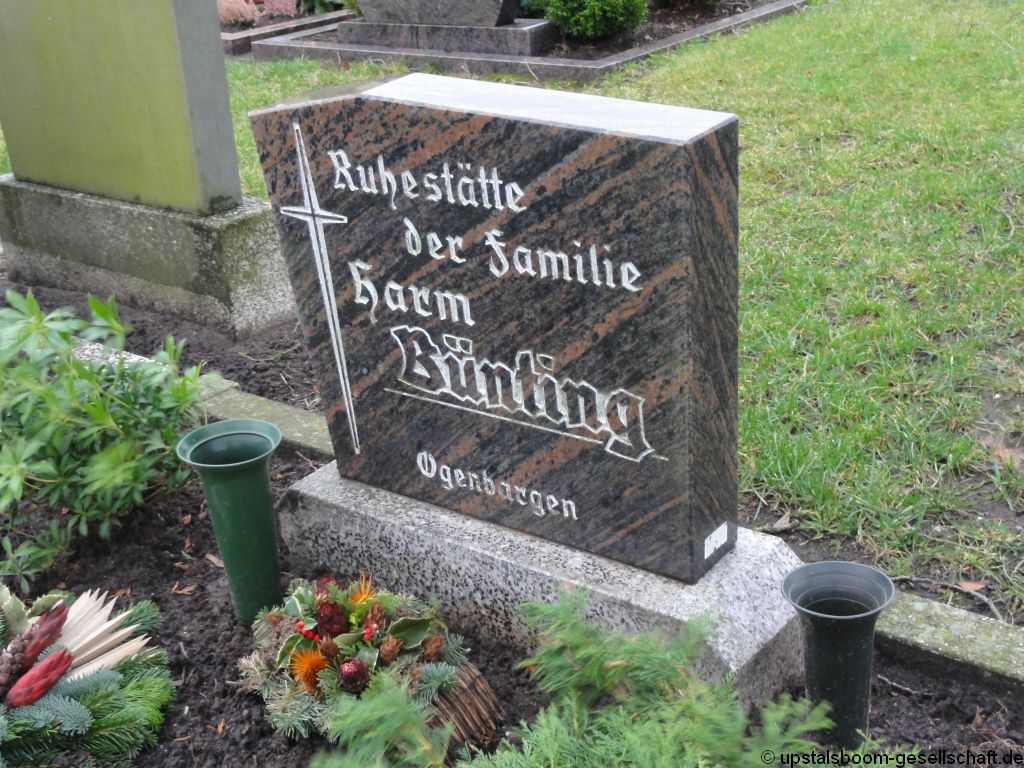 Ruhestätte
der Familie
Harm
Bünting
Ogenbargen
© upstalsboom-gesellschaft.de